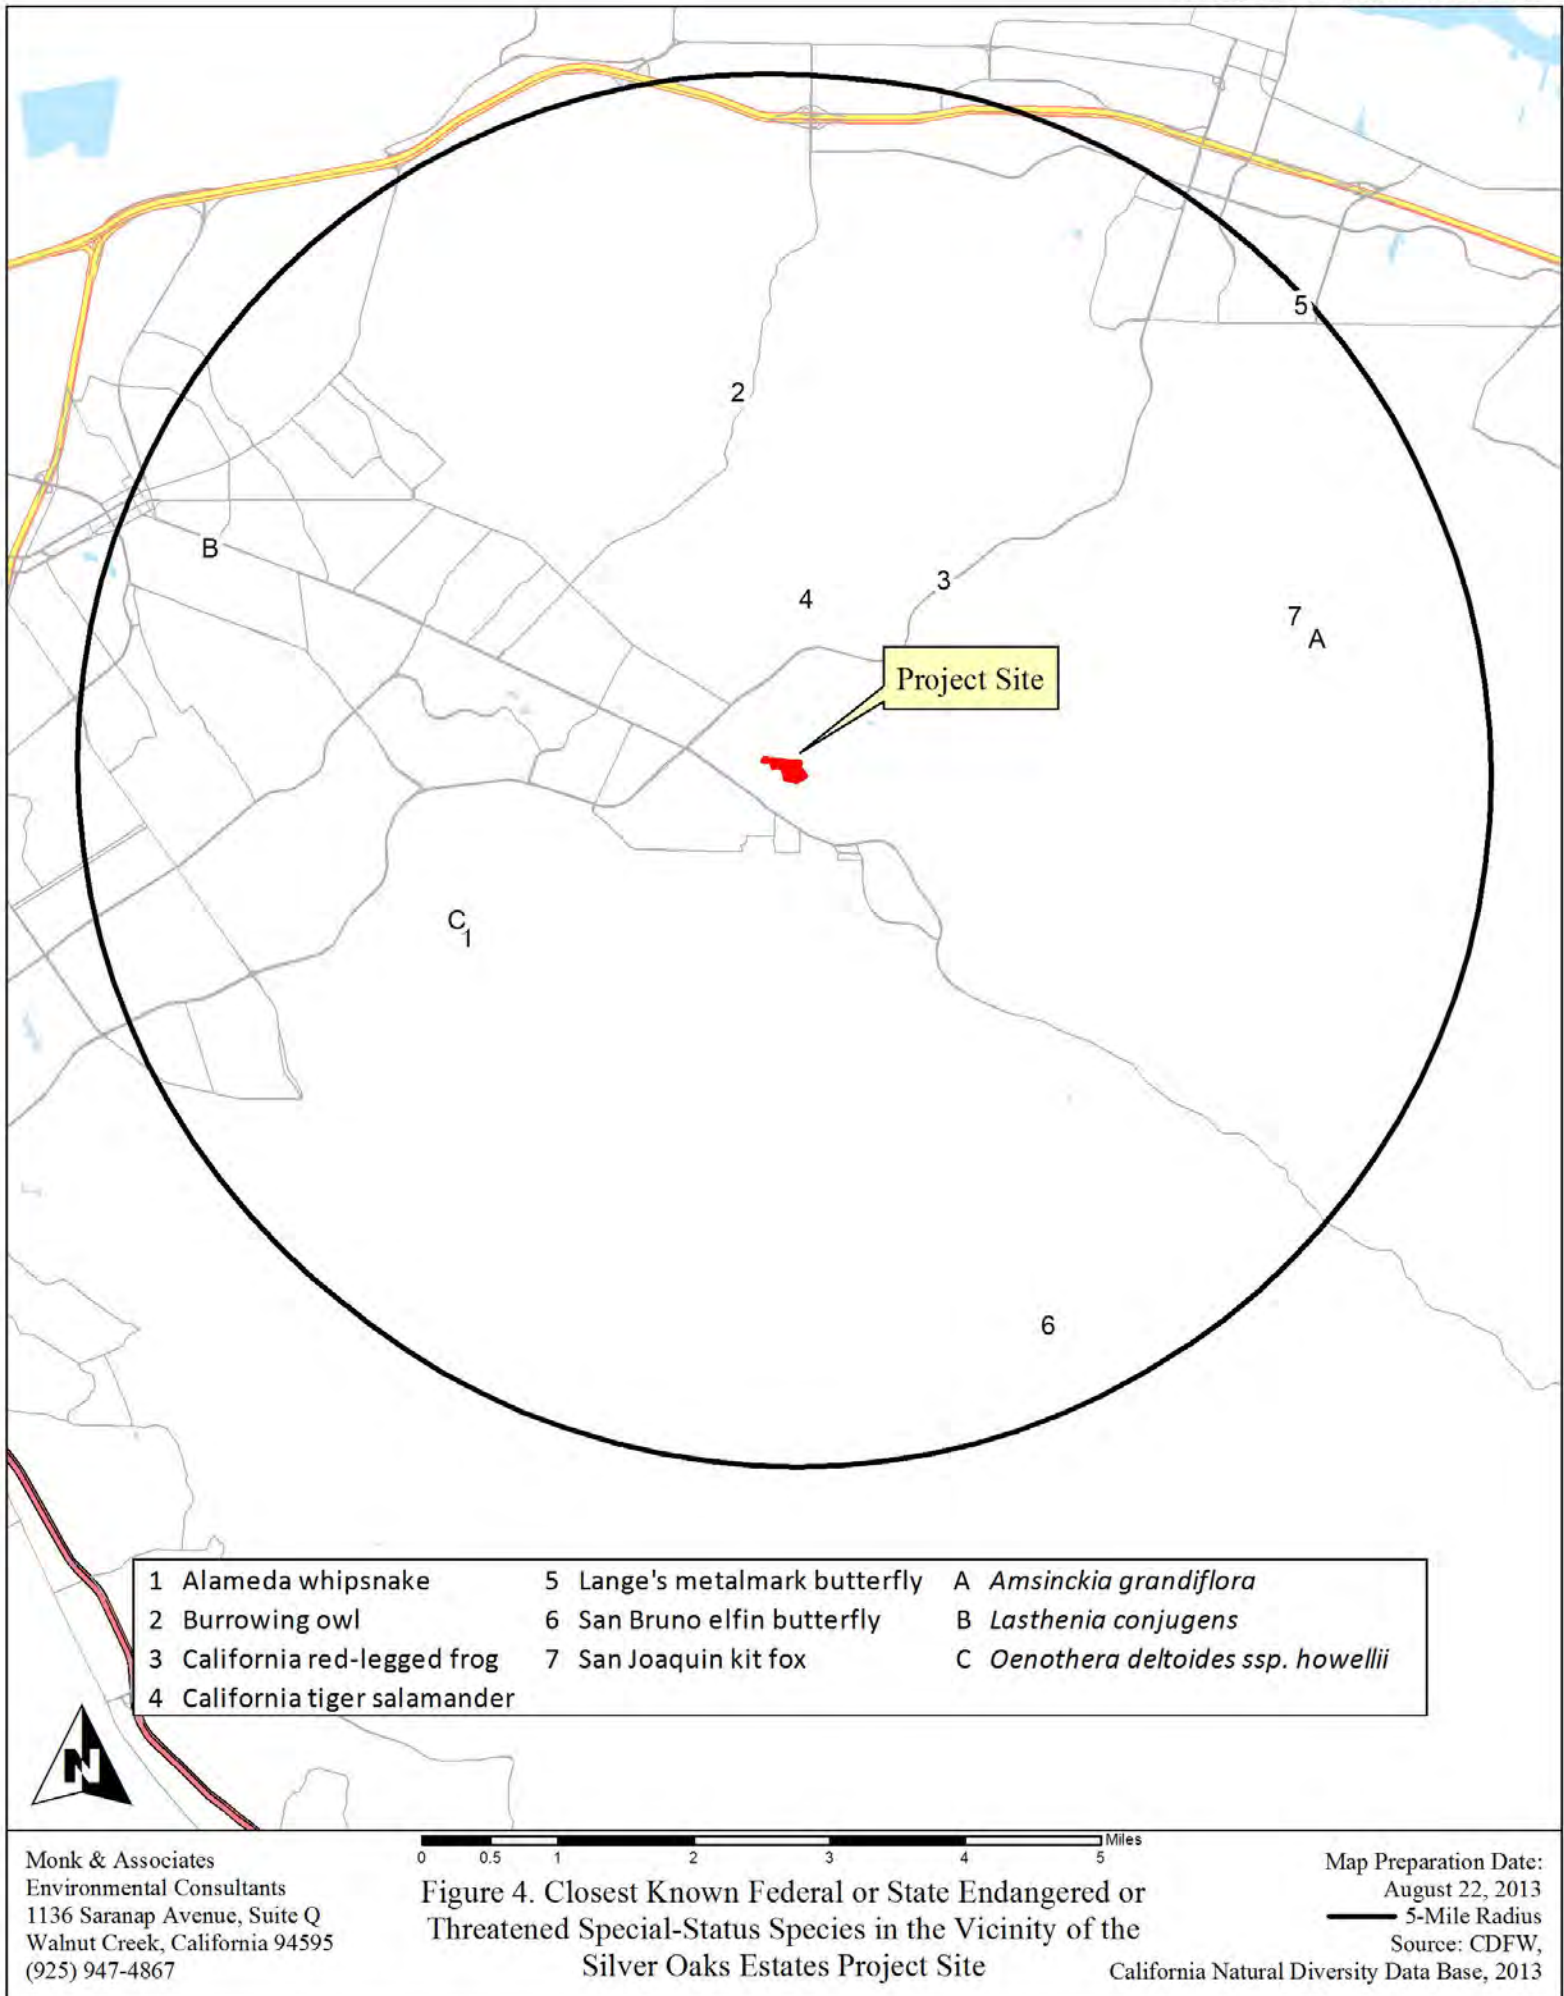 5
2
B
3
4
7
A
Project Site
C
1
6
1 Alameda whipsnake
2 Burrowing owl
3 California red-legged frog
4 California tiger salamander
5 Lange's metalmark butterfly
6 San Bruno elfin butterfly
7 San Joaquin kit fox
A Amsinckia grandiflora
B Lasthenia conjugens
C Oenothera deltoides ssp. howellii
N
Miles
0 0.5 1 2 3 4 5
Monk & Associates
Environmental Consultants
1136 Saranap Avenue, Suite Q
Walnut Creek, California 94595
(925) 947-4867
Figure 4. Closest Known Federal or State Endangered or
Threatened Special-Status Species in the Vicinity of the
Silver Oaks Estates Project Site
Map Preparation Date:
August 22, 2013
5-Mile Radius
Source: CDFW,
California Natural Diversity Data Base, 2013